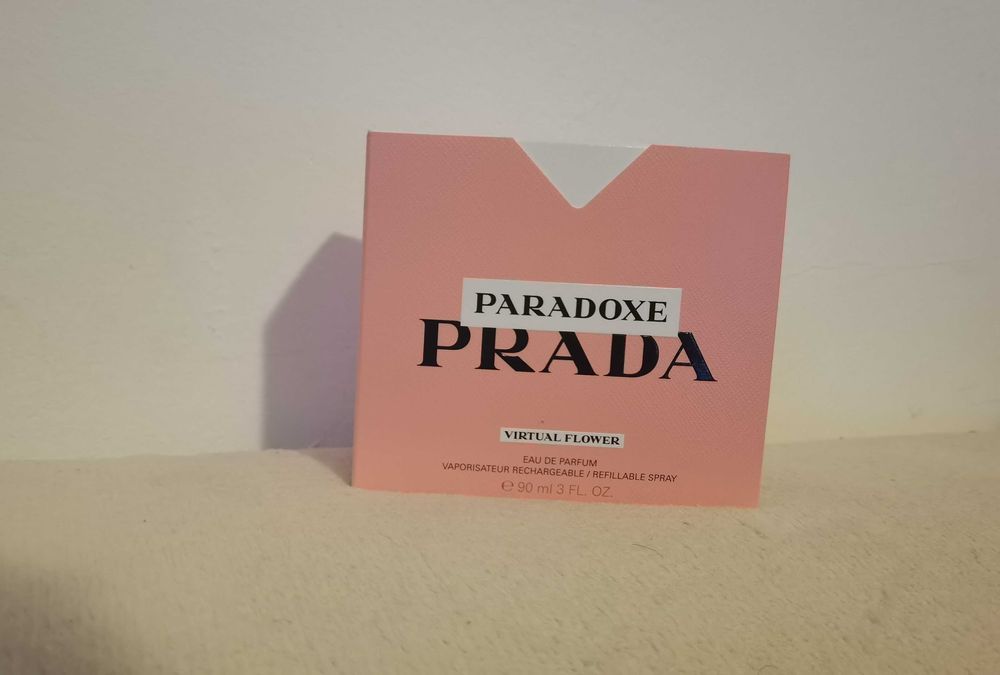 PARADOXE
PRADA
VIRTUAL FLOWER
EAU DE PARFUM
VAPORISATEUR RECHARGEABLE / REFILLABLE SPRAY
℮ 90 ml 3 FL. OZ.